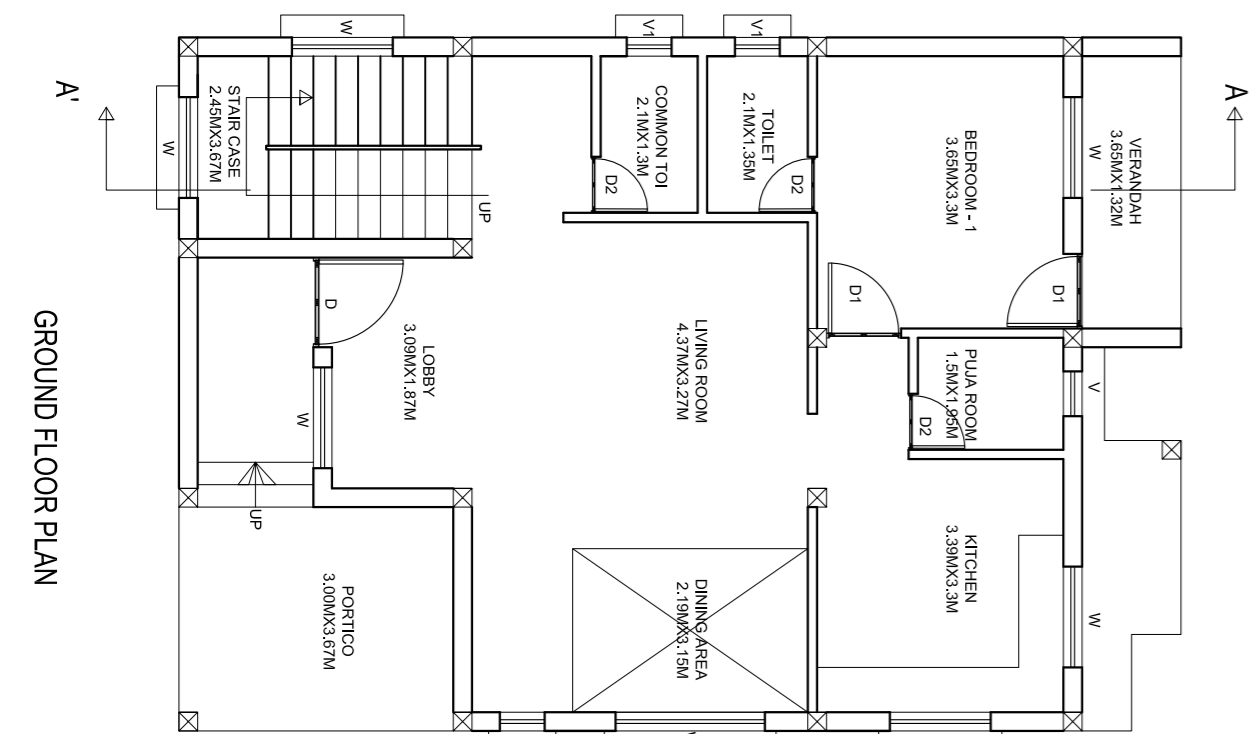 GROUND FLOOR PLAN
A
A'
VERANDAH
3.65MX1.32M
W
BEDROOM - 1
3.65MX3.3M
D1
D1
TOILET
2.1MX1.35M
D2
V1
COMMON TOI
2.1MX1.3M
D2
V1
STAIR CASE
2.45MX3.67M
W
W
UP
PUJA ROOM
1.5MX1.95M
D2
V
LIVING ROOM
4.37MX3.27M
LOBBY
3.09MX1.87M
D
W
UP
KITCHEN
3.39MX3.3M
W
DINING AREA
2.19MX3.15M
PORTICO
3.00MX3.67M